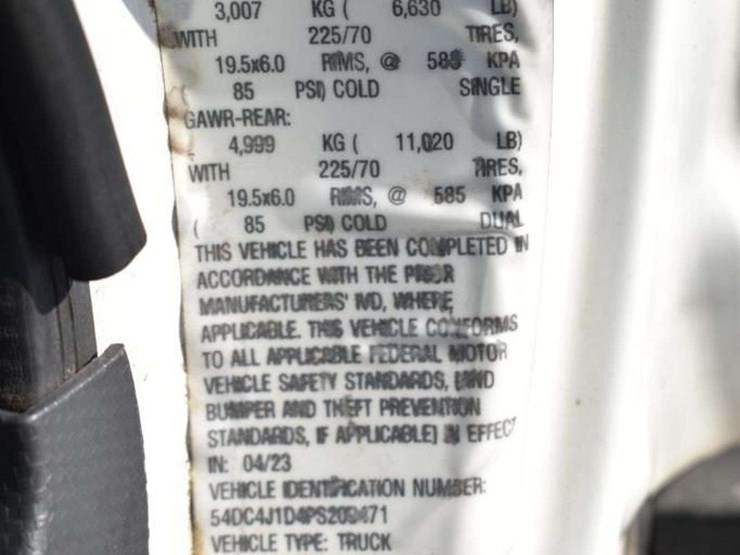 3,007 KG ( 6,630 LB)
WITH 225/70 TIRES,
19.5x6.0 RIMS, @ 585 KPA
( 85 PSI) COLD SINGLE
GAWR-REAR:
4,999 KG ( 11,020 LB)
WITH 225/70 TIRES,
19.5x6.0 RIMS, @ 585 KPA
( 85 PSI) COLD DUAL
THIS VEHICLE HAS BEEN COMPLETED IN
ACCORDANCE WITH THE PRIOR
MANUFACTURERS' IVD, WHERE
APPLICABLE. THIS VEHICLE CONFORMS
TO ALL APPLICABLE FEDERAL MOTOR
VEHICLE SAFETY STANDARDS, [AND
BUMPER AND THEFT PREVENTION
STANDARDS, IF APPLICABLE] IN EFFECT
IN: 04/23
VEHICLE IDENTIFICATION NUMBER:
VEHICLE TYPE: TRUCK